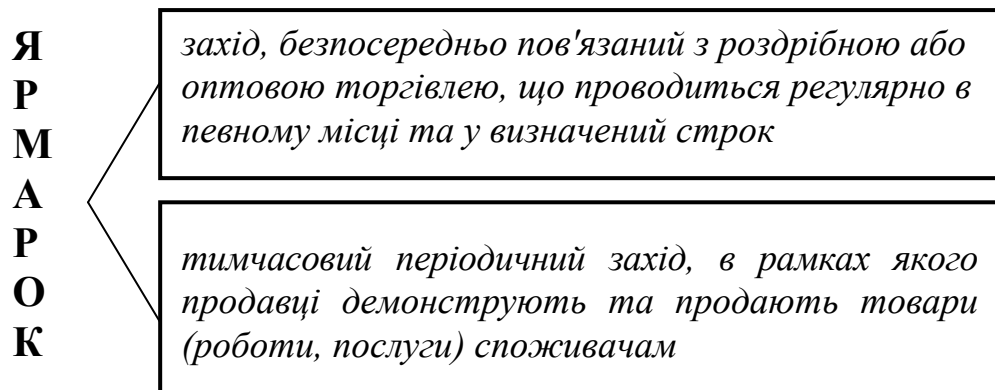 ЯРМАРОК
захід, безпосередньо пов'язаний з роздрібною або
оптовою торгівлею, що проводиться регулярно в
певному місці та у визначений строк
тимчасовий періодичний захід, в рамках якого
продавці демонструють та продають товари
(роботи, послуги) споживачам